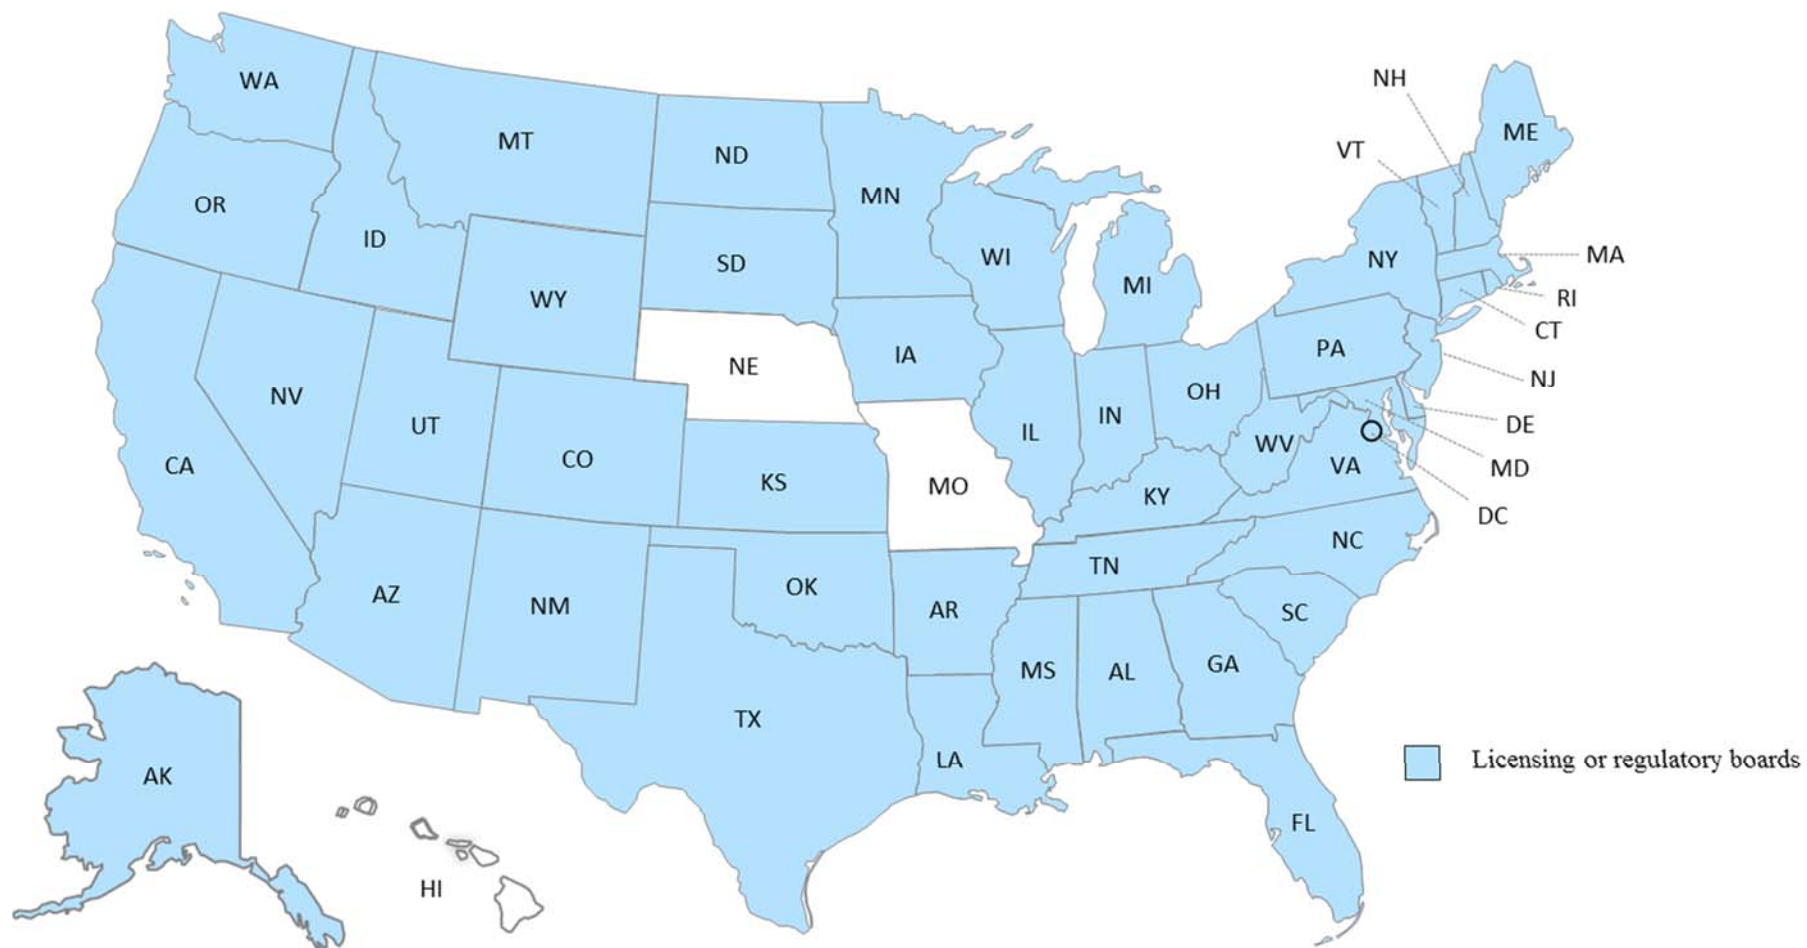 WA
MT
ND
MN
OR
ID
SD
WI
WY
MI
NH
ME
VT
NY
MA
RI
CT
NE
IA
PA
NJ
NV
UT
CO
CA
KS
MO
IL
IN
OH
WV
VA
DE
MD
DC
KY
NC
TN
SC
AZ
NM
OK
AR
MS
AL
GA
TX
LA
FL
AK
HI
Licensing or regulatory boards